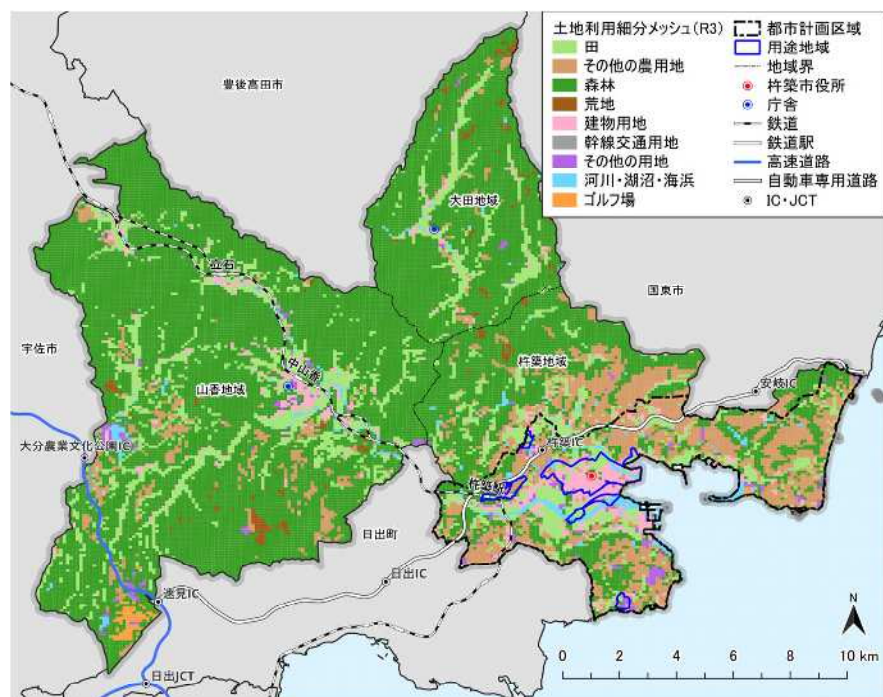 土地利用細分メッシュ(R3)
田
その他の農用地
森林
荒地
建物用地
幹線交通用地
その他の用地
河川・湖沼・海浜
ゴルフ場
都市計画区域
用途地域
地域界
杵築市役所
庁舎
鉄道
鉄道駅
高速道路
自動車専用道路
IC・JCT
豊後高田市
大田地域
立石
国東市
宇佐市
中山香
杵築地域
山香地域
安岐IC
大分農業文化公園IC
杵築IC
杵築駅
日出町
日出IC
速見IC
日出JCT
N
0 2 4 6 8 10 km